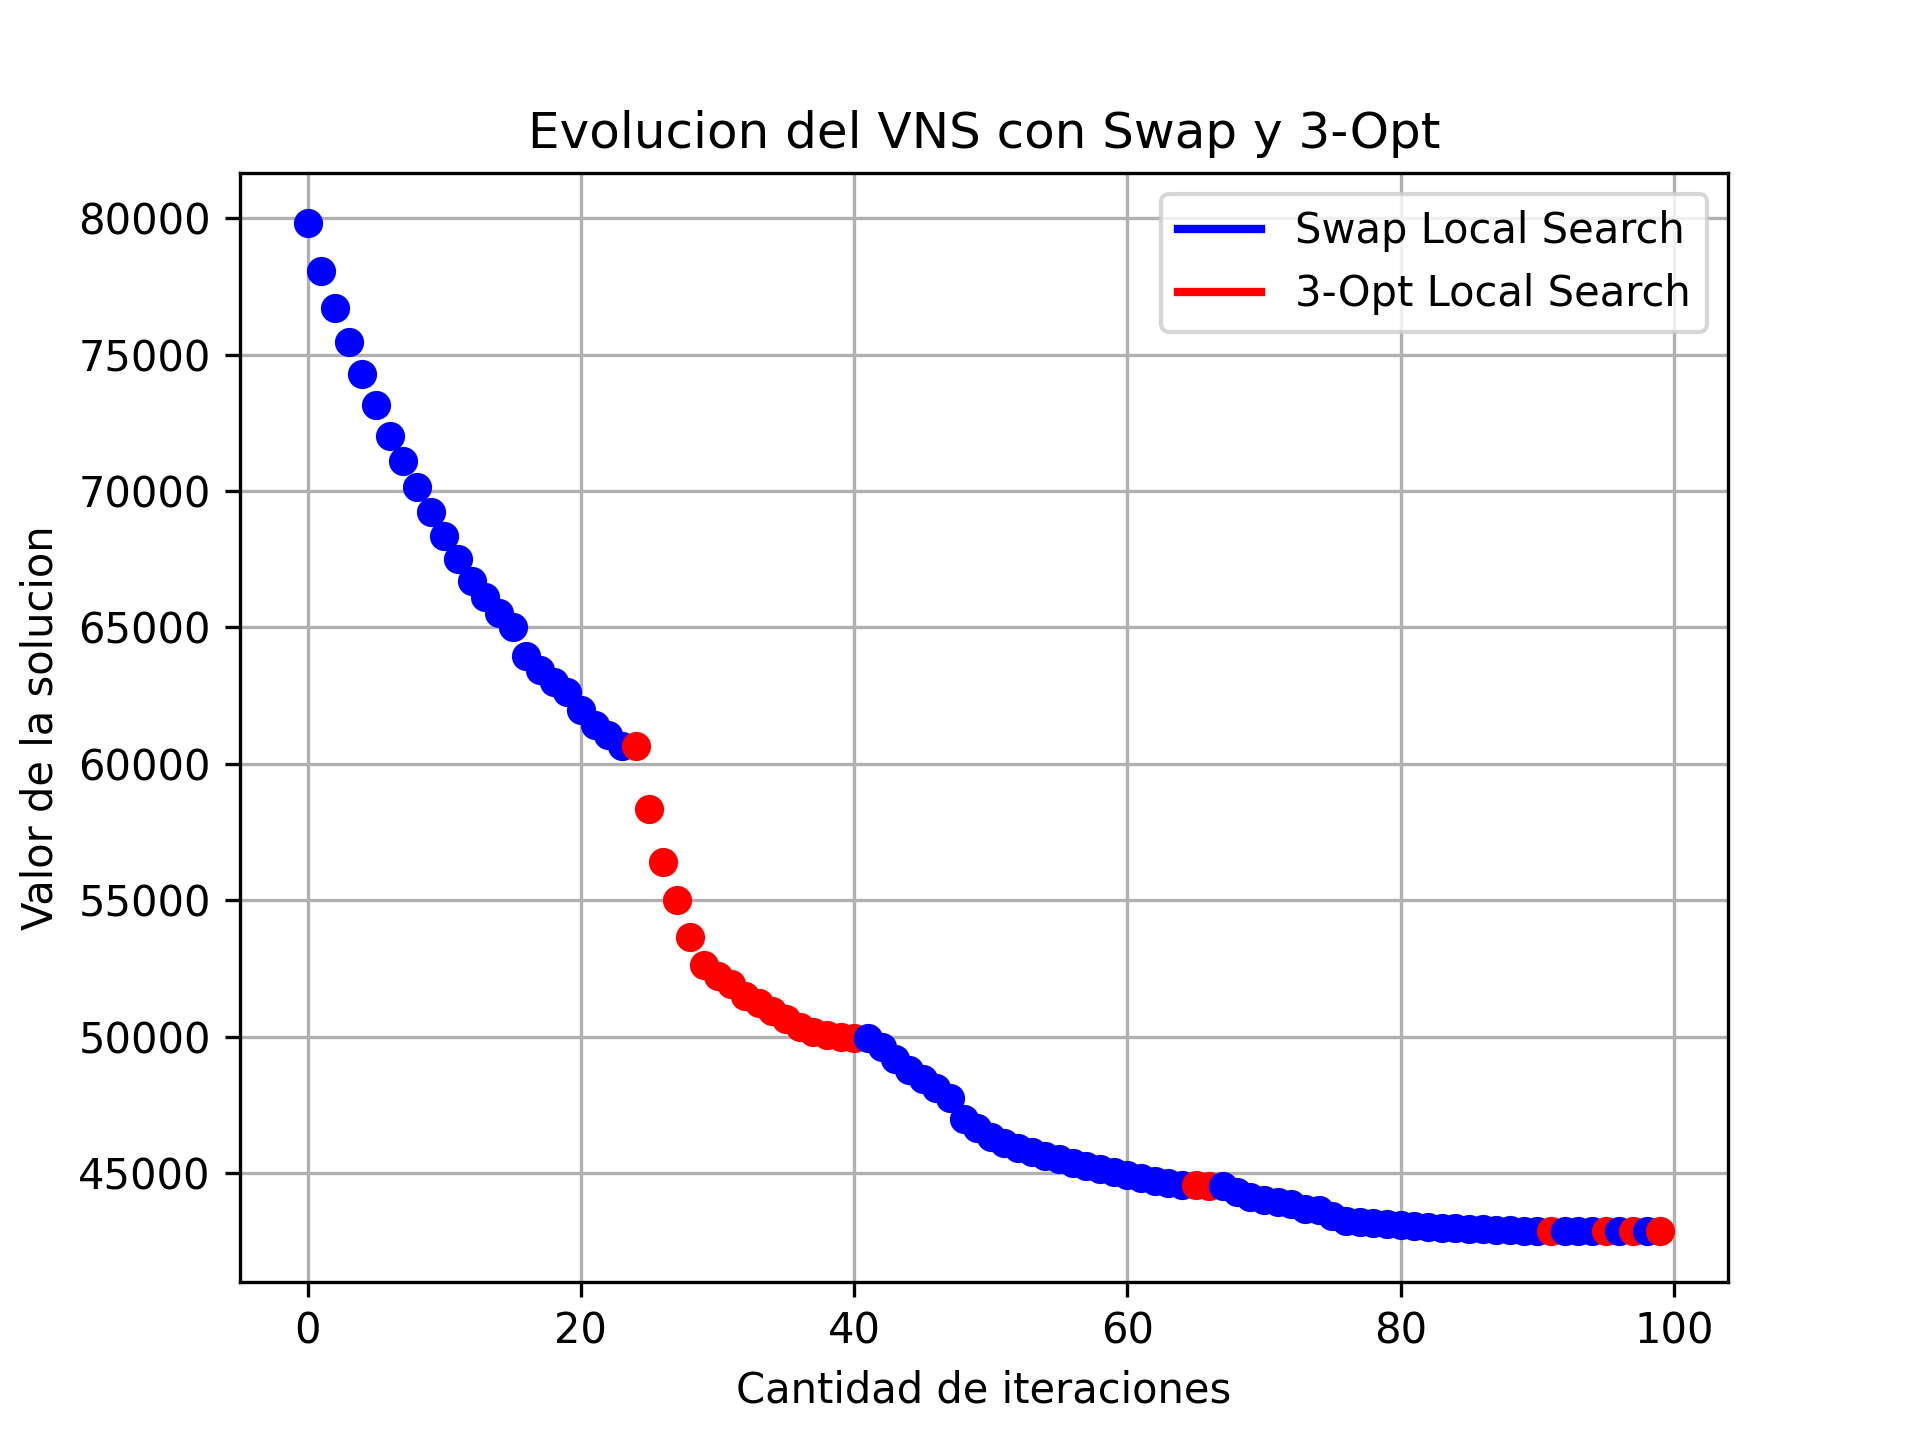 Evolucion del VNS con Swap y 3-Opt
Swap Local Search
3-Opt Local Search
Valor de la solucion
80000
75000
70000
65000
60000
55000
50000
45000
0 20 40 60 80 100
Cantidad de iteraciones